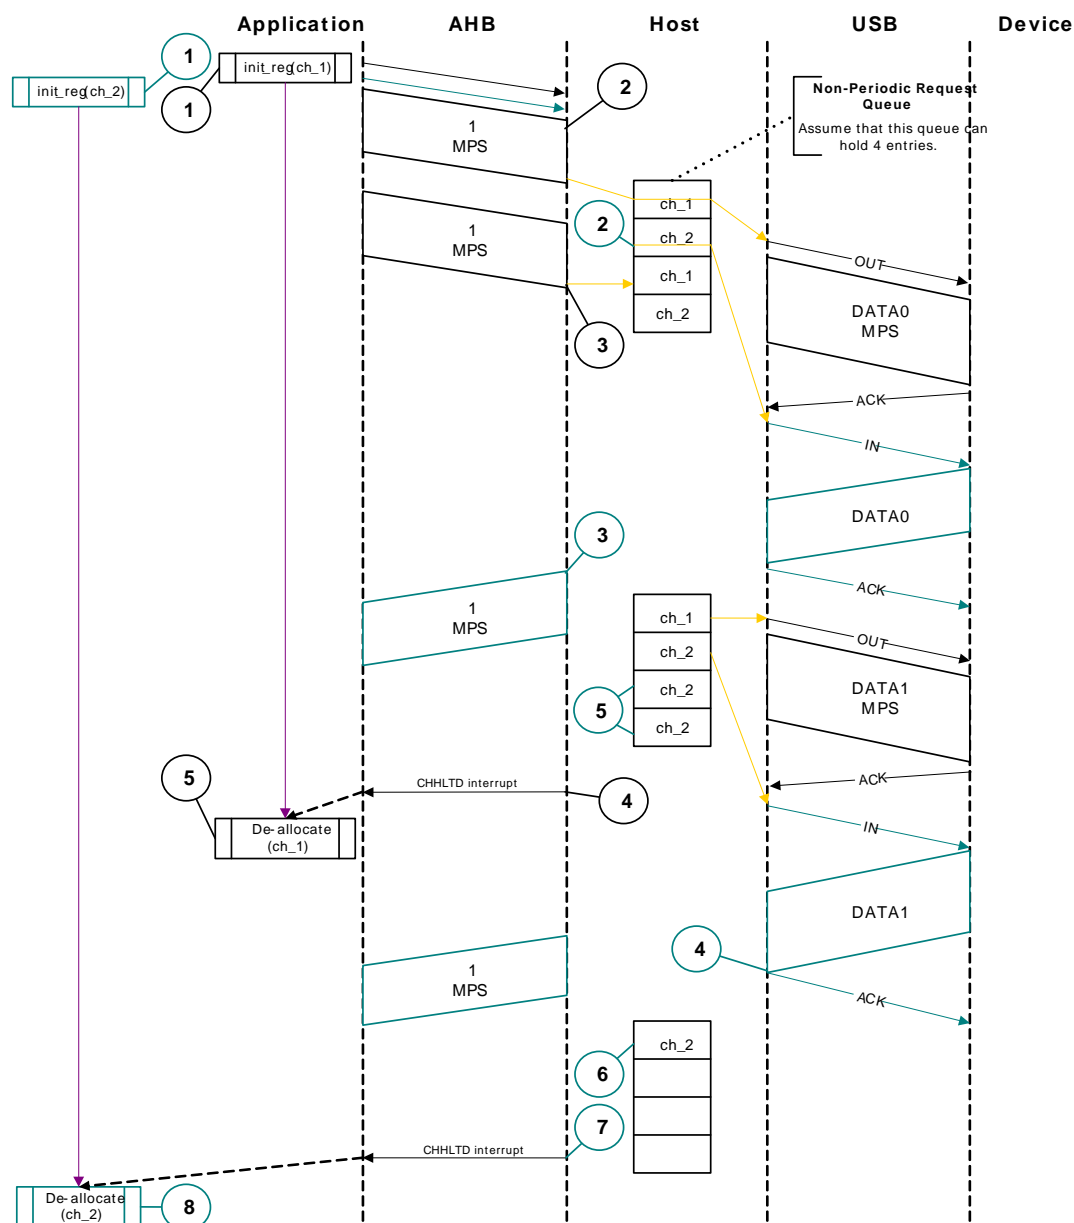 Application AHB Host USB Device
1
1
init_reg(ch_1)
init_reg(ch_2)
2
Non-Periodic Request
Queue
Assume that this queue can
hold 4 entries.
1
MPS
ch_1
ch_2
ch_1
ch_2
2
1
MPS
3
OUT
DATA0
MPS
ACK
IN
DATA0
3
ACK
1
MPS
ch_1
ch_2
ch_2
ch_2
OUT
DATA1
MPS
5
5
CHHLTD interrupt
4
ACK
De-allocate
(ch_1)
IN
DATA1
4
1
MPS
ACK
ch_2
6
7
CHHLTD interrupt
De-allocate
(ch_2)
8